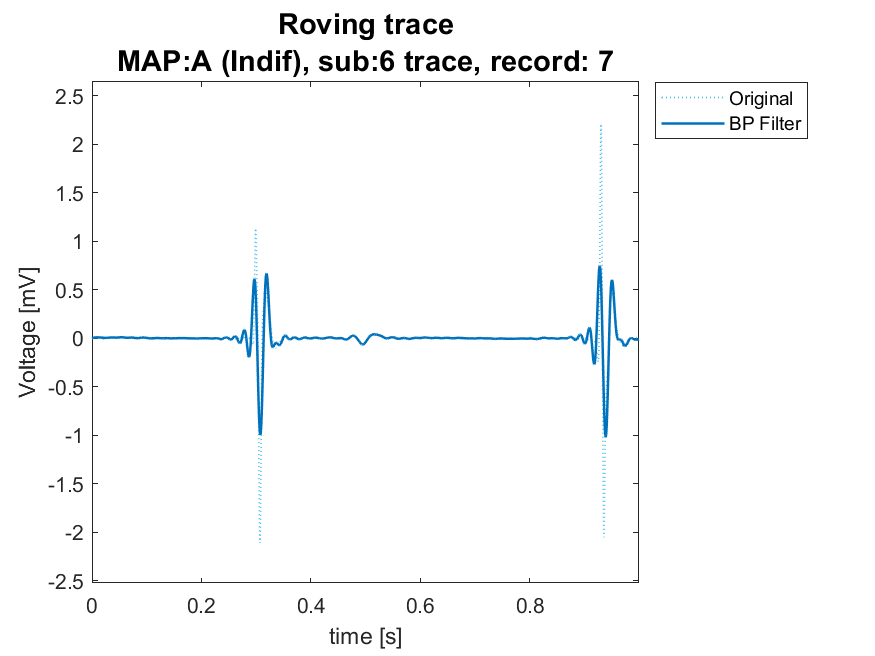 Roving trace
MAP:A (Indif), sub:6 trace, record: 7
Original
BP Filter
2.5
2
1.5
1
0.5
0
-0.5
-1
-1.5
-2
-2.5
Voltage [mV]
0
0.2
0.4
0.6
0.8
time [s]